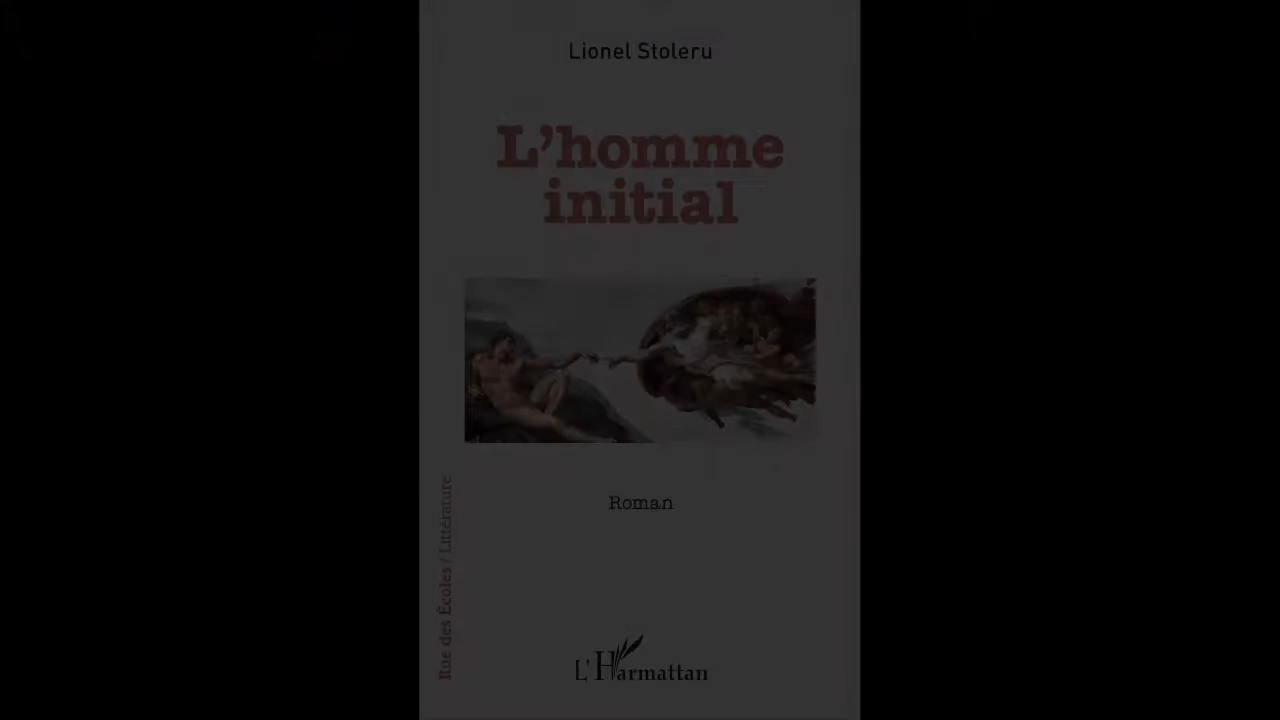 Lionel Stoleru
L'homme
initial
Roman
Rue des Écoles / Littérature
L'Harmattan